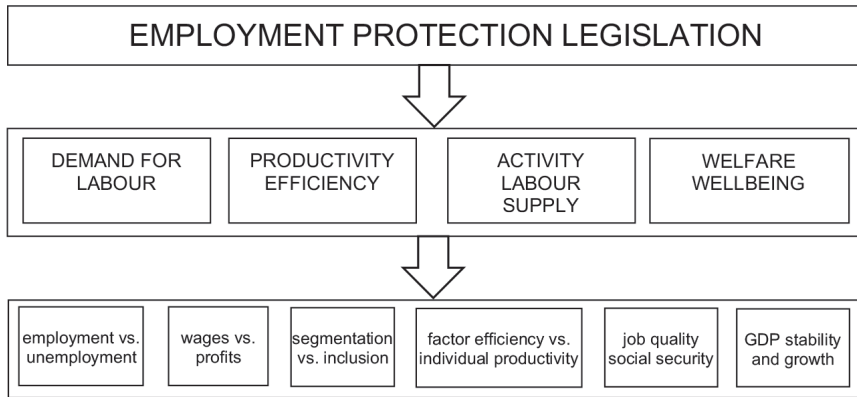 EMPLOYMENT PROTECTION LEGISLATION
DEMAND FOR
LABOUR
PRODUCTIVITY
EFFICIENCY
ACTIVITY
LABOUR
SUPPLY
WELFARE
WELLBEING
employment vs.
unemployment
wages vs.
profits
segmentation
vs. inclusion
factor efficiency vs.
individual productivity
job quality
social security
GDP stability
and growth